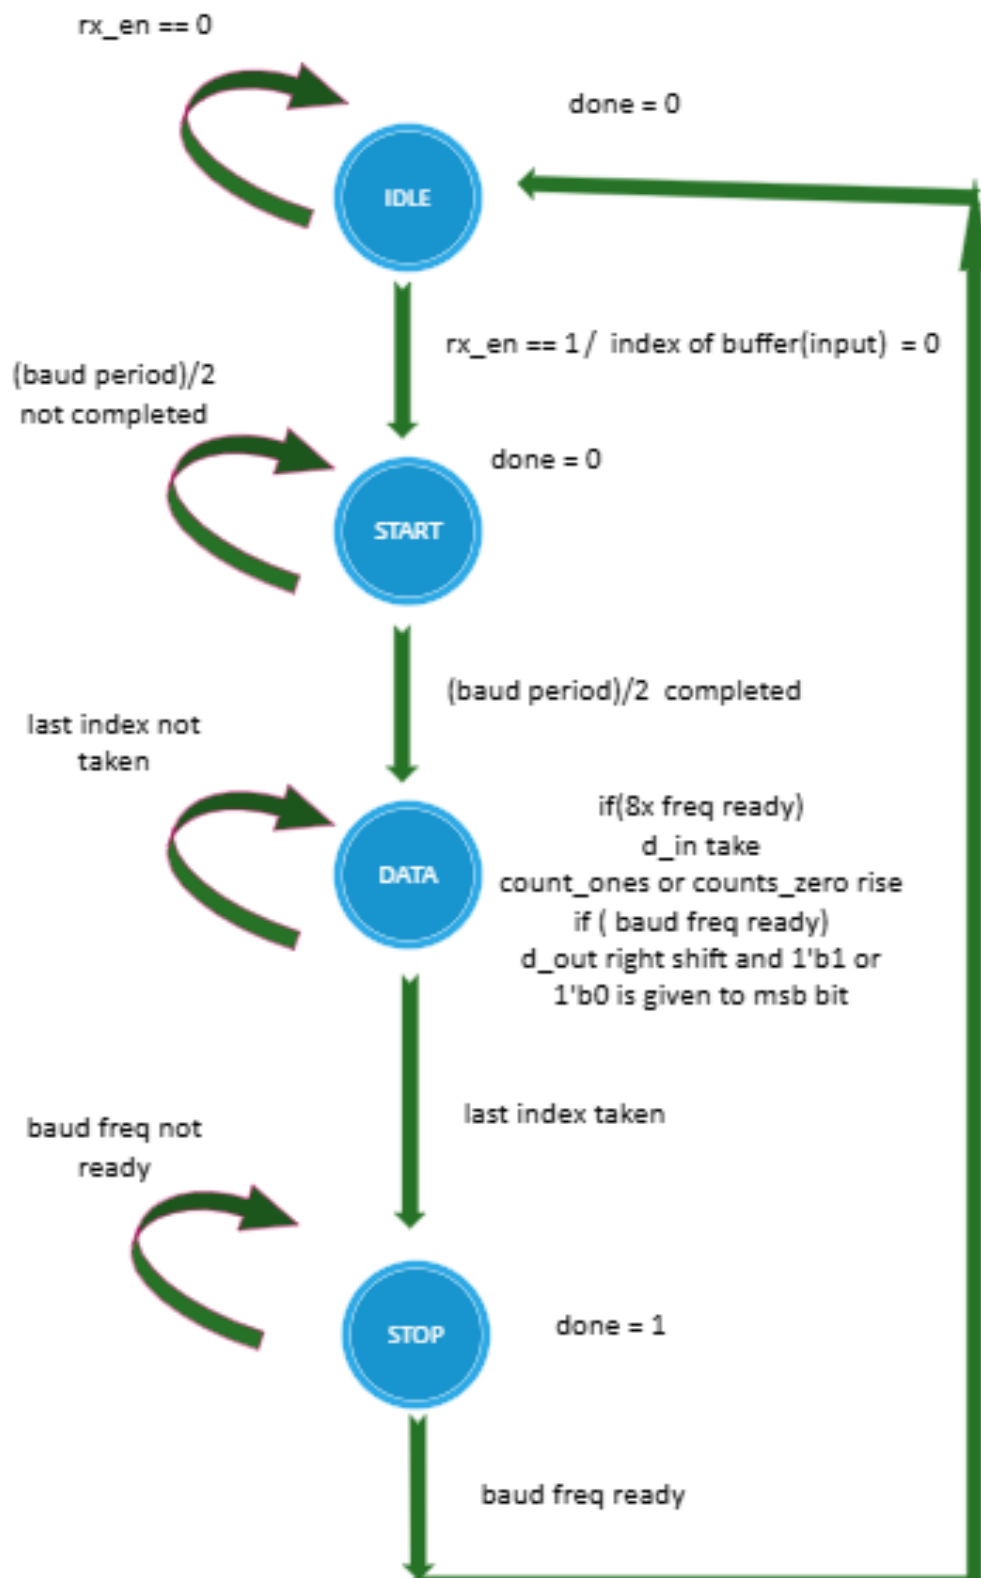 rx_en == 0
done = 0
IDLE
rx_en == 1 / index of buffer(input) = 0
(baud period)/2
not completed
done = 0
START
(baud period)/2 completed
last index not
taken
if(8x freq ready)
d_in take
DATA
count_ones or counts_zero rise
if ( baud freq ready)
d_out right shift and 1'b1 or
1'b0 is given to msb bit
last index taken
baud freq not
ready
STOP
done = 1
baud freq ready